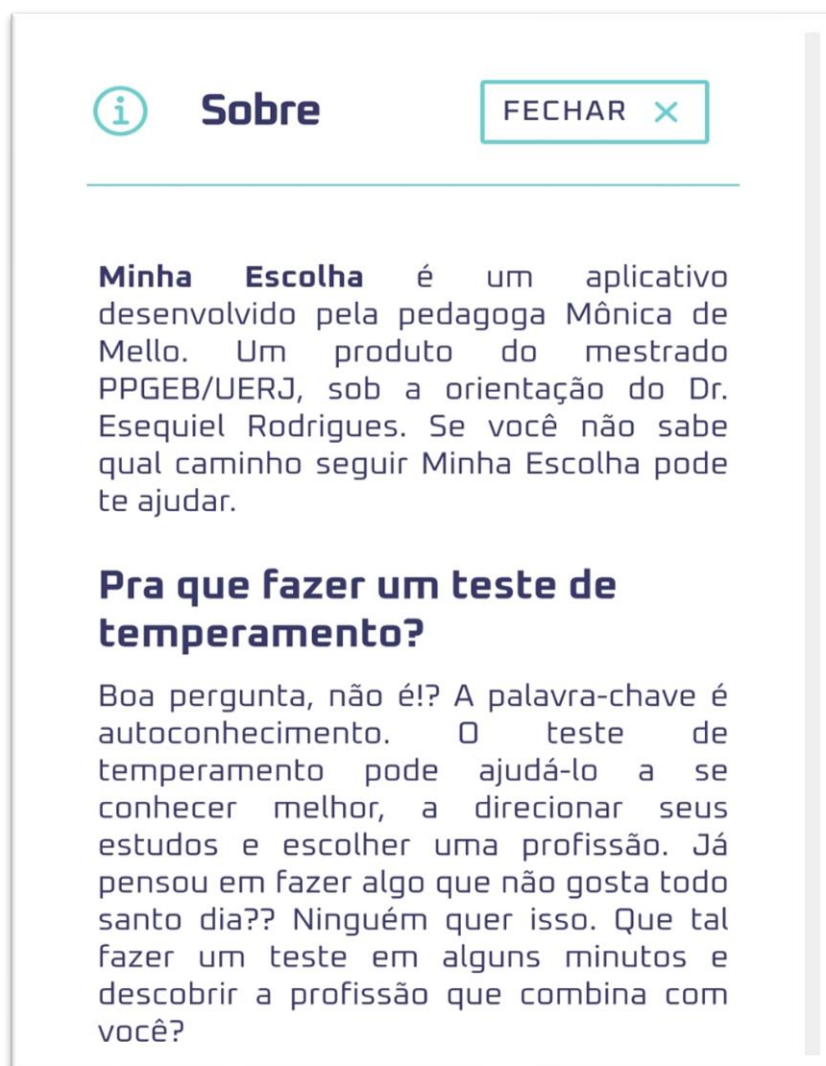 Sobre
FECHAR
Minha Escolha é um aplicativo
desenvolvido pela pedagoga Mônica de
Mello. Um produto do mestrado
PPGEB/UERJ, sob a orientação do Dr.
Esequiel Rodrigues. Se você não sabe
qual caminho seguir Minha Escolha pode
te ajudar.
Pra que fazer um teste de
temperamento?
Boa pergunta, não é!? A palavra-chave é
autoconhecimento. O teste de
temperamento pode ajudá-lo a se
conhecer melhor, a direcionar seus
estudos e escolher uma profissão. Já
pensou em fazer algo que não gosta todo
santo dia?? Ninguém quer isso. Que tal
fazer um teste em alguns minutos e
descobrir a profissão que combina com
você?